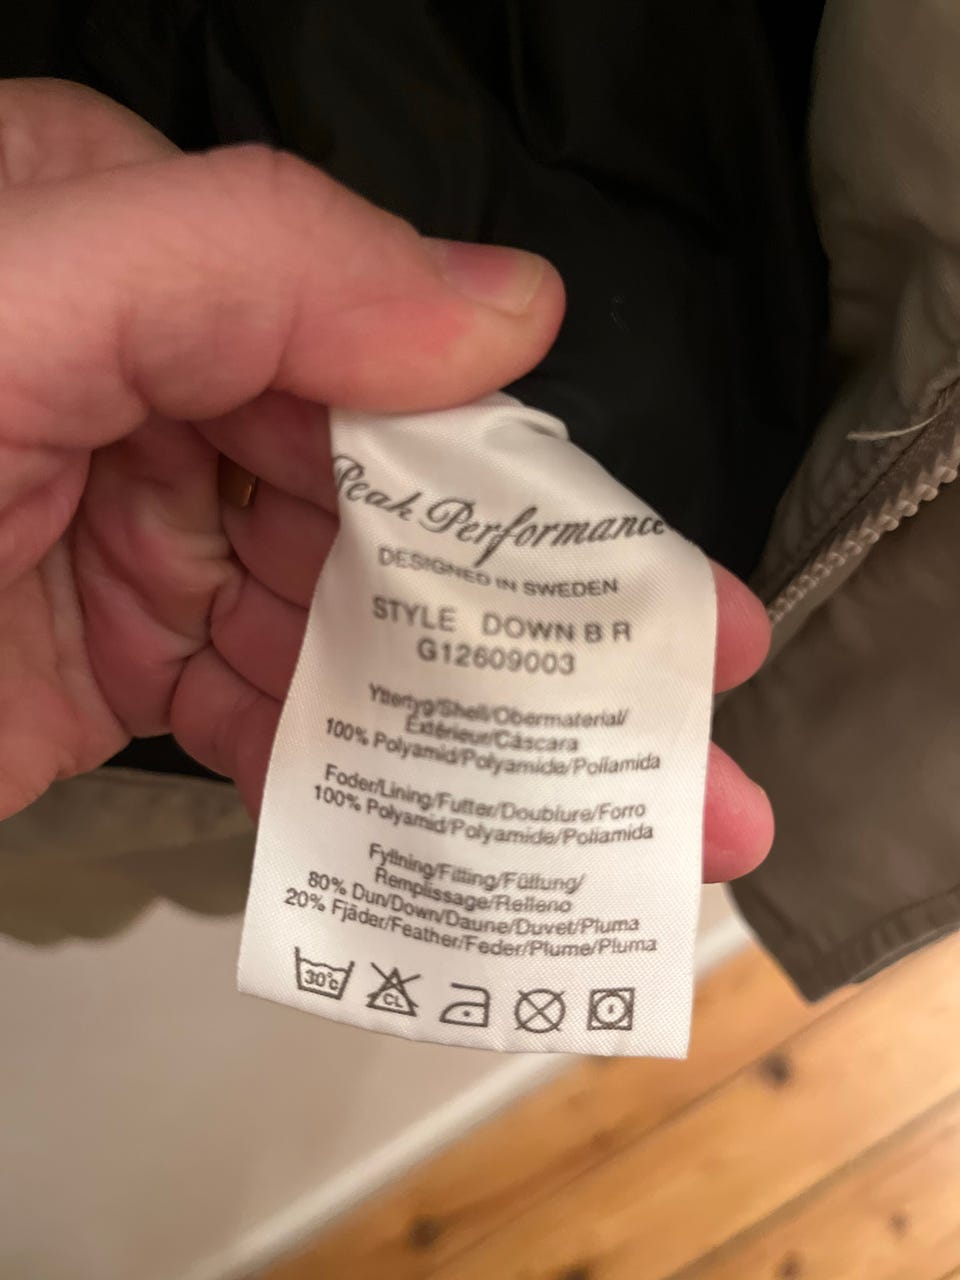 Peak Performance
DESIGNED IN SWEDEN
STYLE DOWN B R
G12609003
Yttertyg/Shell/Obermaterial/
Extérieur/Cáscara
100% Polyamid/Polyamide/Poliamida
Foder/Lining/Futter/Doublure/Forro
100% Polyamid/Polyamide/Poliamida
Fyllning/Filling/Füllung/
Remplissage/Relleno
80% Dun/Down/Daune/Duvet/Pluma
20% Fjäder/Feather/Feder/Plume/Pluma
30°c CL